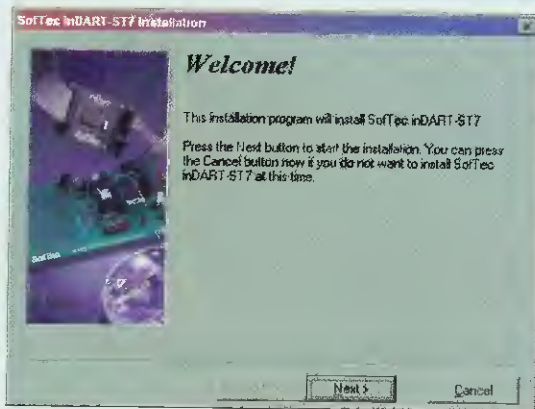 SofTec inDART-ST7 Installation
Welcome!
This installation program will install SofTec inDART-ST7
Press the Next button to start the installation. You can press
the Cancel button now if you do not want to install SofTec
inDART-ST7 at this time.
SofTec
Next >
Cancel